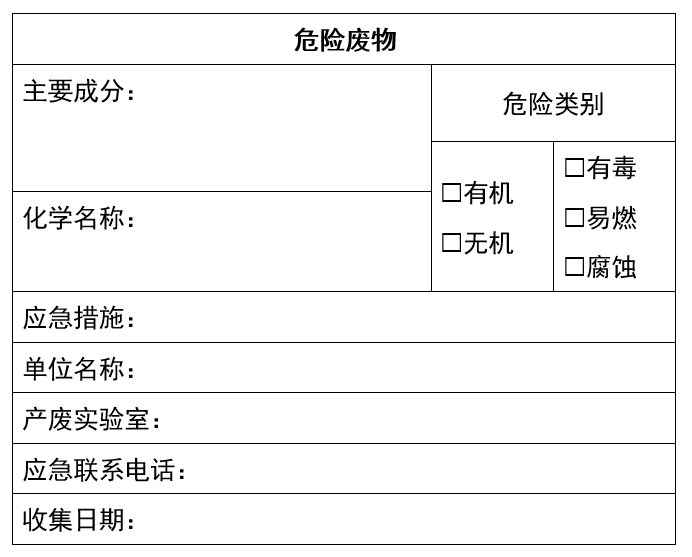 危险废物
主要成分：
危险类别
化学名称：
□有机
□无机
□有毒
□易燃
□腐蚀
应急措施：
单位名称：
产废实验室：
应急联系电话：
收集日期：